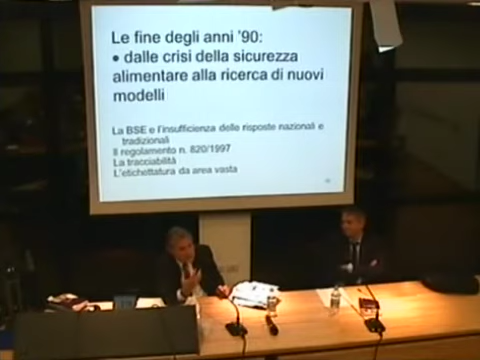 Le fine degli anni '90:
• dalle crisi della sicurezza
alimentare alla ricerca di nuovi
modelli
La BSE e l'insufficienza delle risposte nazionali e
tradizionali
Il regolamento n. 820/1997
La tracciabilità
L'etichettatura da area vasta